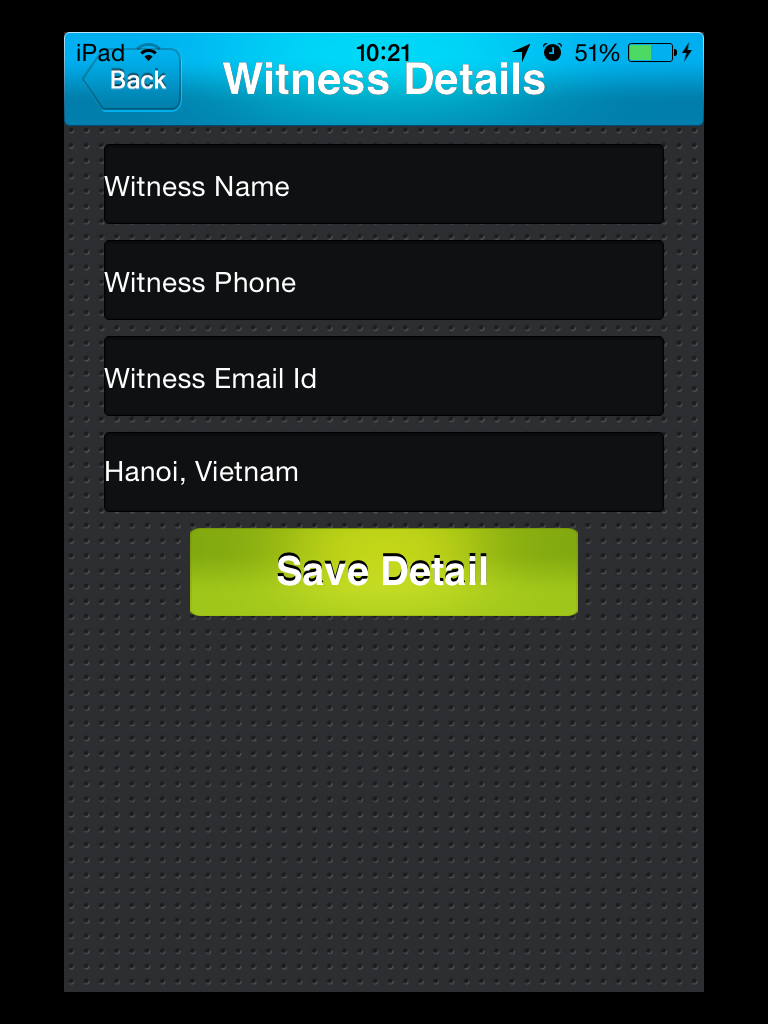 iPad 10:21 51%
Back Witness Details
Witness Name
Witness Phone
Witness Email Id
Hanoi, Vietnam
Save Detail